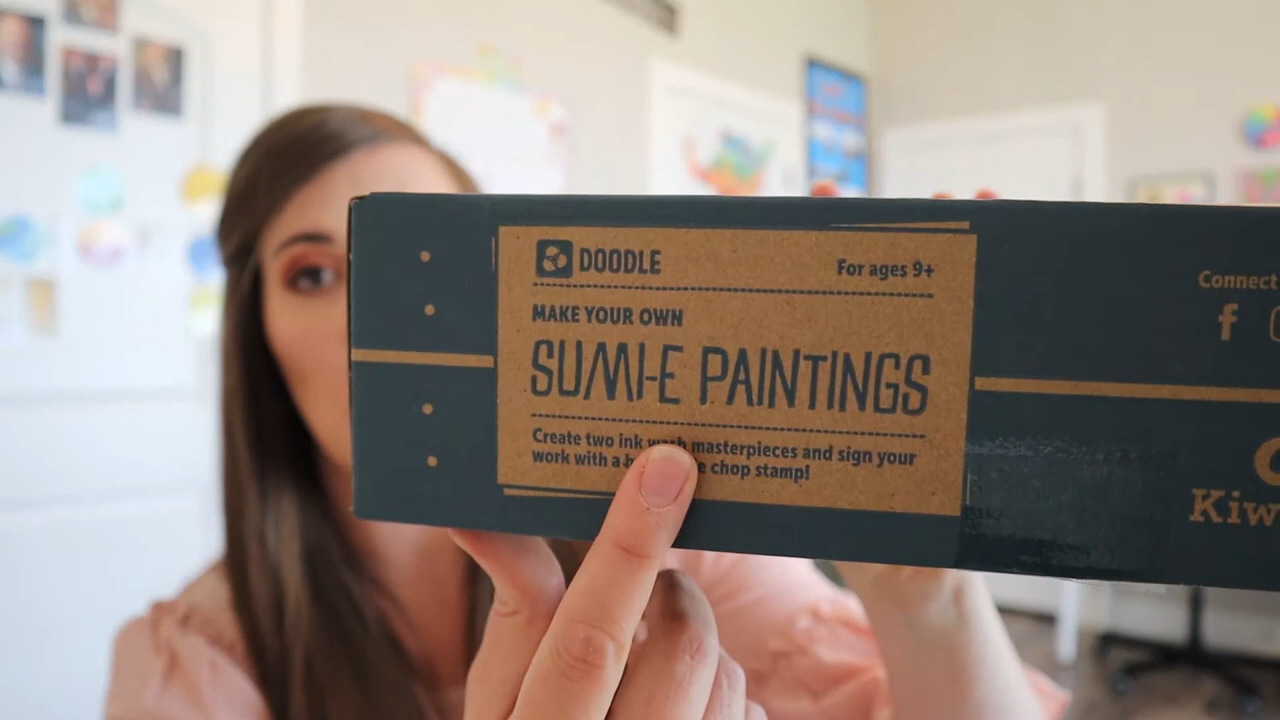 DOODLE
For ages 9+
MAKE YOUR OWN
SUMI-E PAINTINGS
Create two ink wash masterpieces and sign your
work with a chop stamp!
Connect
Kiw